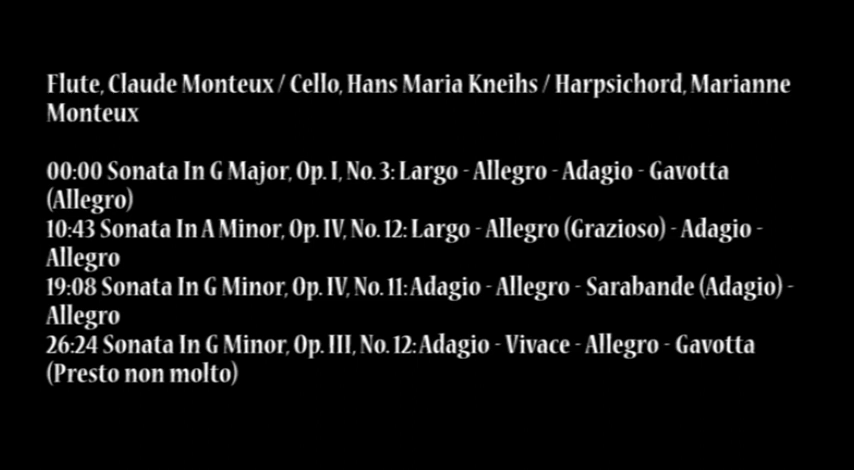 Flute, Claude Monteux / Cello, Hans Maria Kneihs / Harpsichord, Marianne
Monteux
00:00 Sonata In G Major, Op. I, No. 3: Largo - Allegro - Adagio - Gavotta
(Allegro)
10:43 Sonata In A Minor, Op. IV, No. 12: Largo - Allegro (Grazioso) - Adagio -
Allegro
19:08 Sonata In G Minor, Op. IV, No. 11: Adagio - Allegro - Sarabande (Adagio) -
Allegro
26:24 Sonata In G Minor, Op. III, No. 12: Adagio - Vivace - Allegro - Gavotta
(Presto non molto)